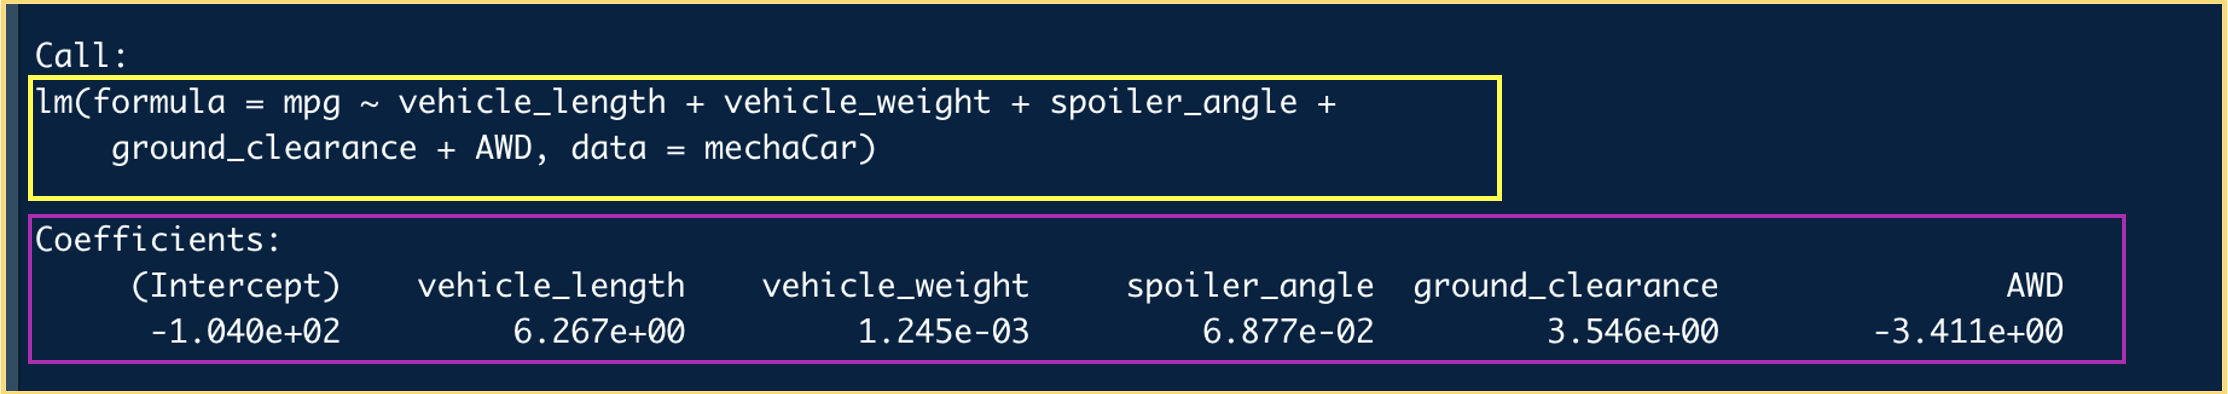 Call:
lm(formula = mpg ~ vehicle_length + vehicle_weight + spoiler_angle +
    ground_clearance + AWD, data = mechaCar)
Coefficients:
(Intercept) vehicle_length vehicle_weight spoiler_angle ground_clearance AWD
-1.040e+02 6.267e+00 1.245e-03 6.877e-02 3.546e+00 -3.411e+00